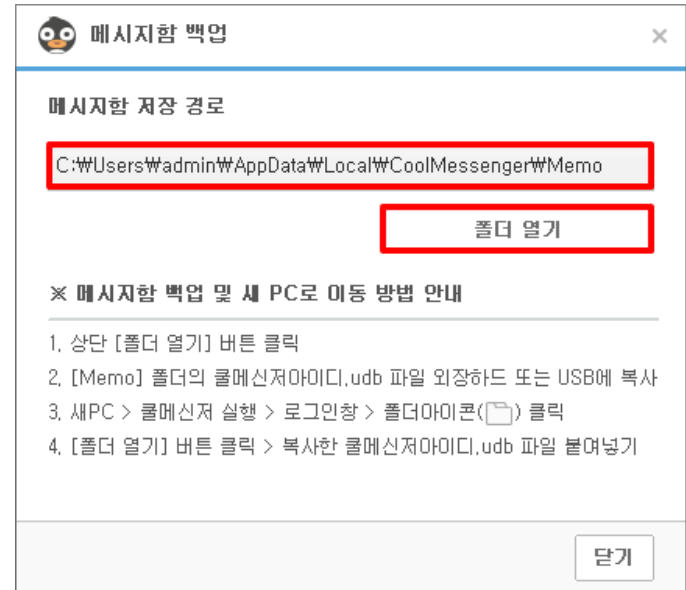 메시지함 백업
메시지함 저장 경로
C:₩Users₩admin₩AppData₩Local₩CoolMessenger₩Memo
폴더 열기
※ 메시지함 백업 및 새 PC로 이동 방법 안내
1. 상단 [폴더 열기] 버튼 클릭
2. [Memo] 폴더의 쿨메신저아이디.udb 파일 외장하드 또는 USB에 복사
3. 새PC > 쿨메신저 실행 > 로그인창 > 폴더아이콘() 클릭
4. [폴더 열기] 버튼 클릭 > 복사한 쿨메신저아이디.udb 파일 붙여넣기
닫기